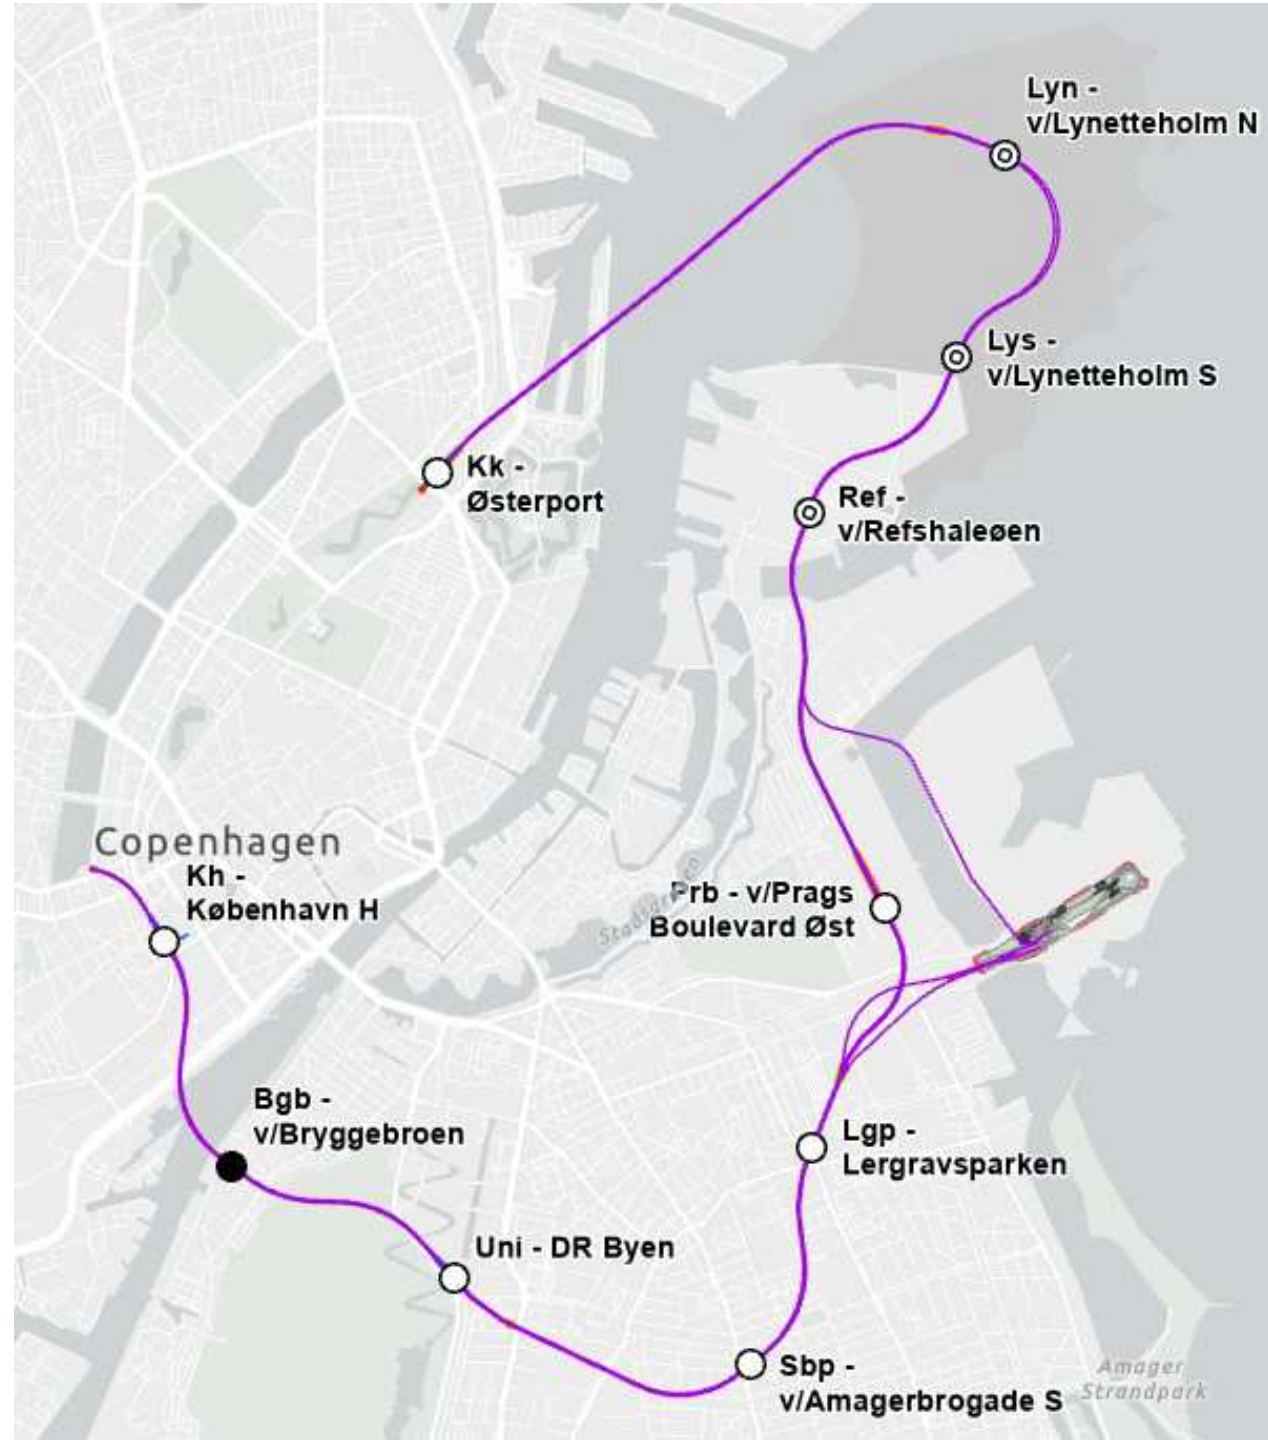 Lyn -
v/Lynetteholm N
Lys -
v/Lynetteholm S
Kk -
Østerport
Ref -
v/Refshaleøen
Copenhagen
Kh -
København H
Prb - v/Prags
Boulevard Øst
Bgb -
v/Bryggebroen
Lgp -
Lergravsparken
Uni - DR Byen
Sbp -
v/Amagerbrogade S
Amager
Strandpark